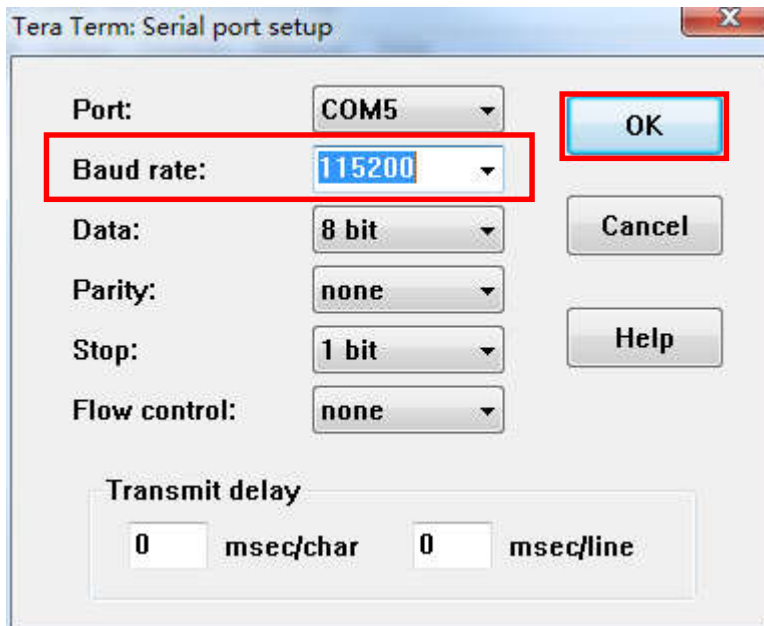 Tera Term: Serial port setup
Port: COM5
OK
Baud rate: 115200
Data: 8 bit
Cancel
Parity: none
Stop: 1 bit
Help
Flow control: none
Transmit delay
0 msec/char 0 msec/line